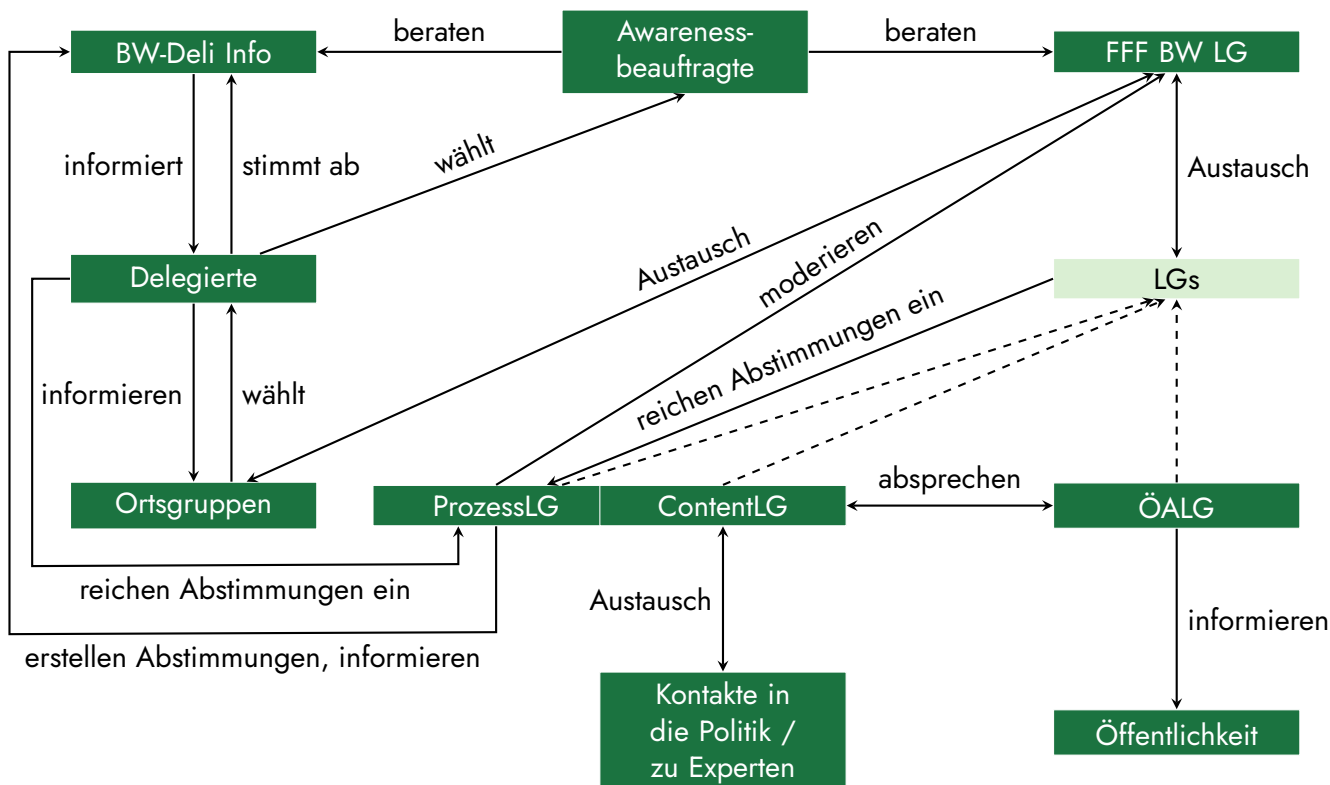 beraten
beraten
BW-Deli Info
Awareness-
beauftragte
FFF BW LG
informiert
stimmt ab
wählt
Austausch
Delegierte
Austausch
moderieren
LGs
informieren
wählt
reichen Abstimmungen ein
Ortsgruppen
ProzessLG
ContentLG
absprechen
ÖALG
reichen Abstimmungen ein
Austausch
informieren
erstellen Abstimmungen, informieren
Kontakte in
die Politik /
zu Experten
Öffentlichkeit